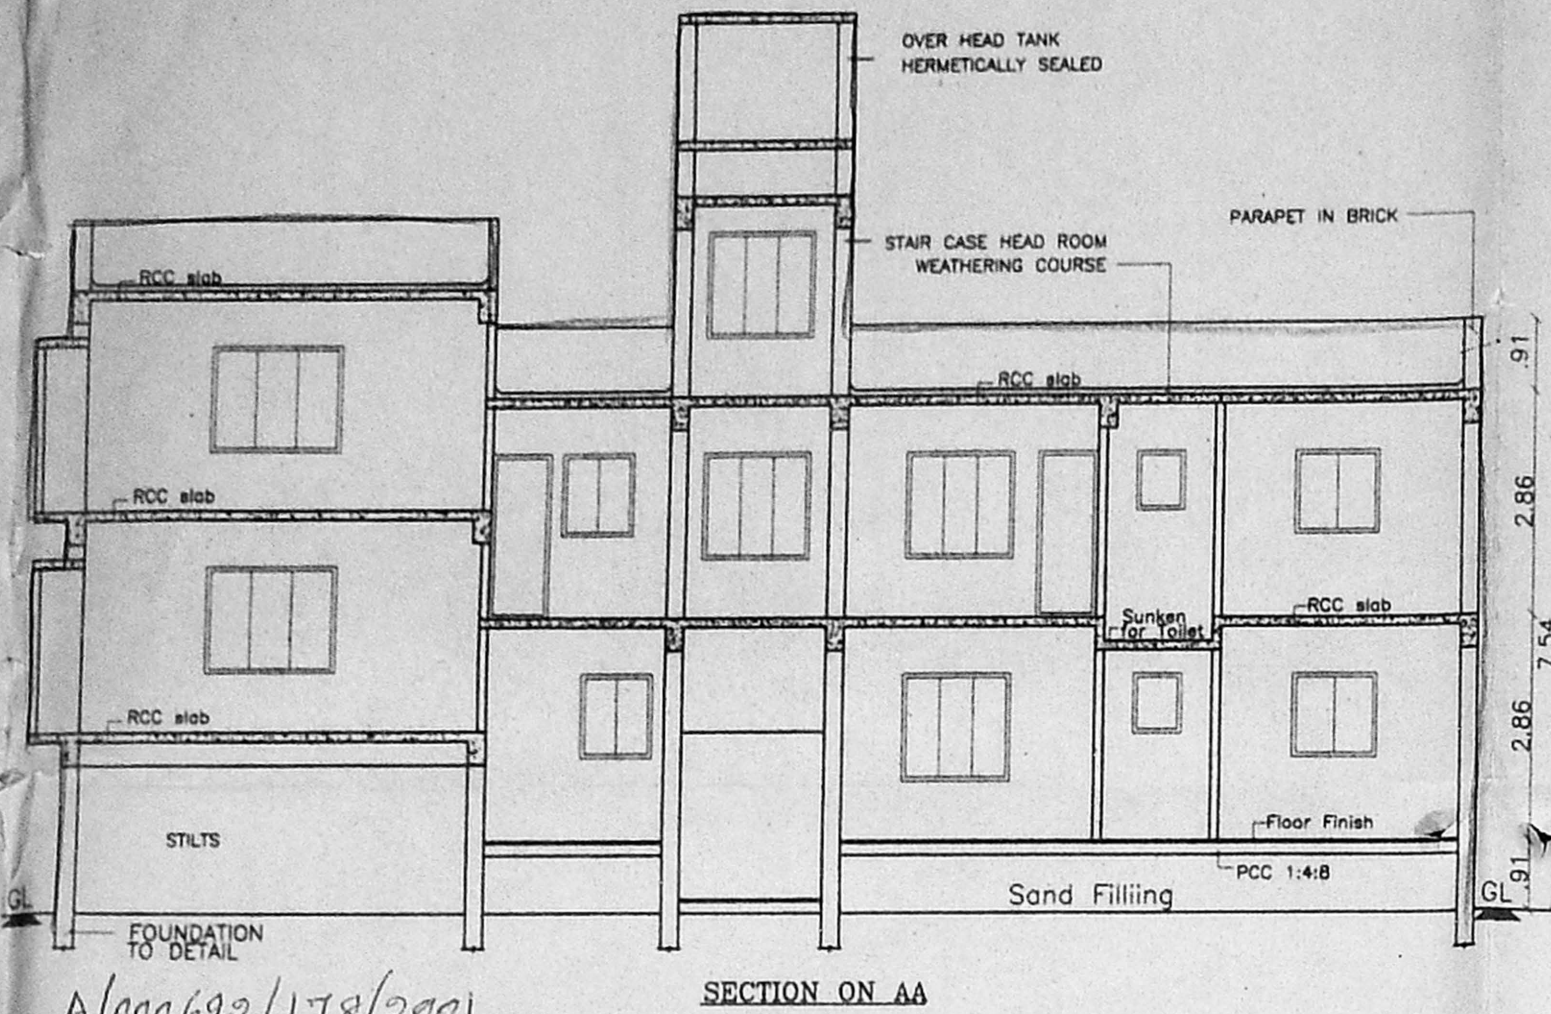 OVER HEAD TANK
HERMETICALLY SEALED
PARAPET IN BRICK
STAIR CASE HEAD ROOM
WEATHERING COURSE
RCC slab
.91
RCC slab
RCC slab
2.86
RCC slab
Sunken
for Toilet
7.54
RCC slab
2.86
STILTS
Floor Finish
PCC 1:4:8
.91
GL
Sand Filliing
GL
FOUNDATION
TO DETAIL
SECTION ON AA